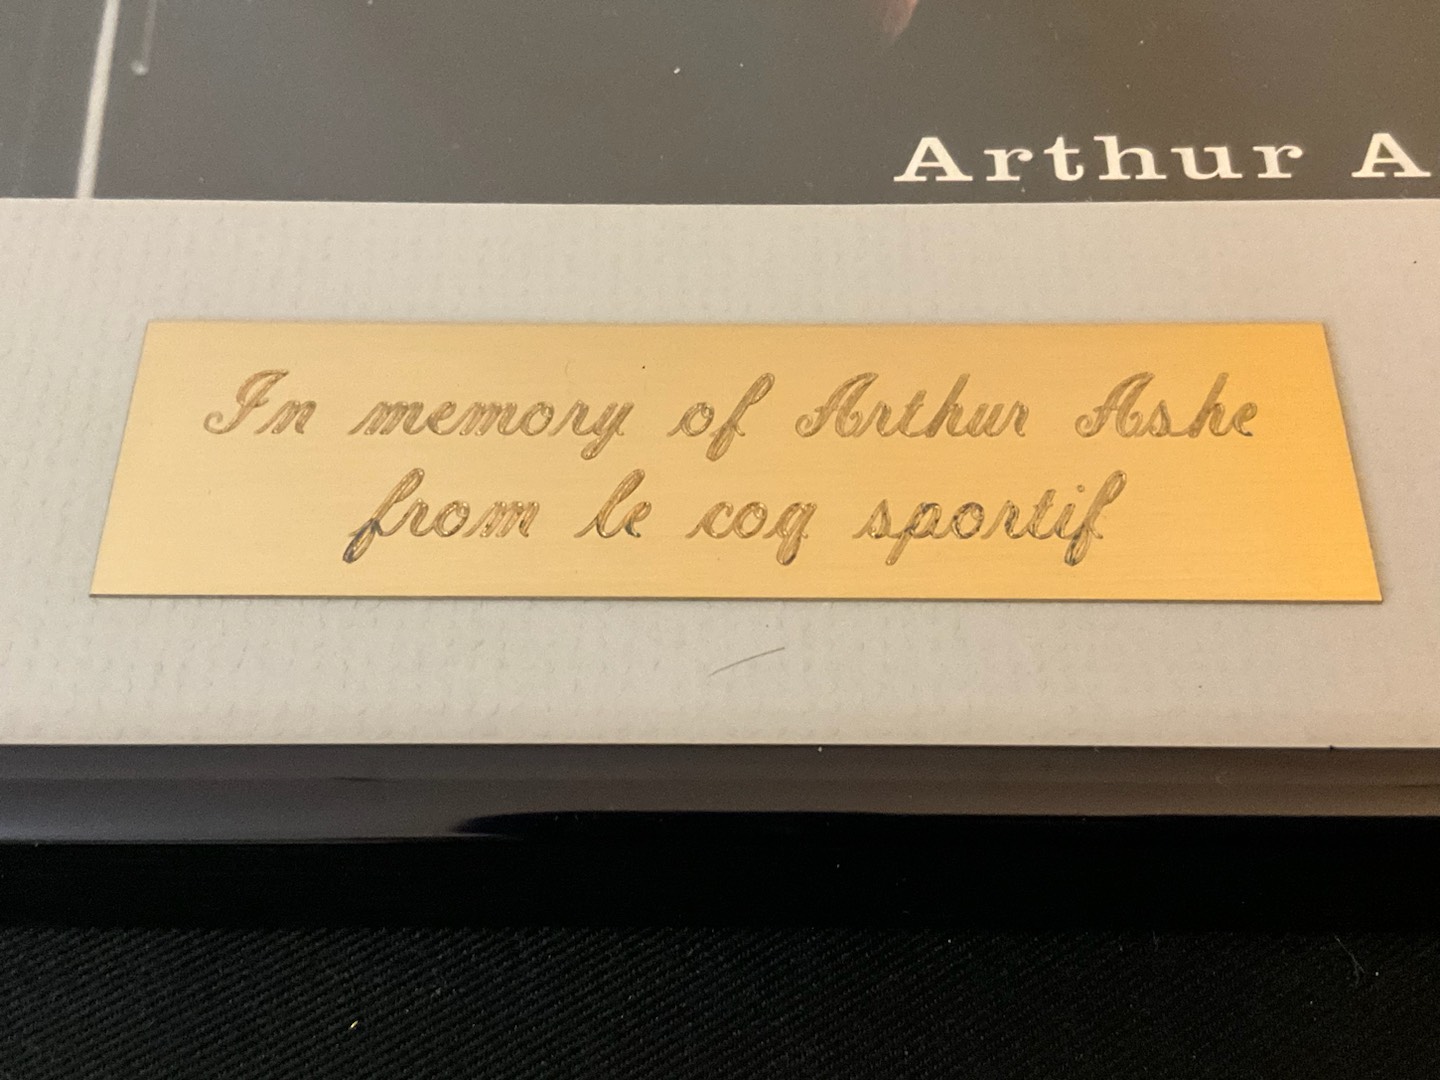 Arthur A
In memory of Arthur Ashe
from le coq sportif